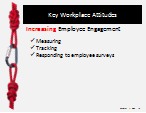 Key Workplace Attitudes
Increasing Employee Engagement
✓ Measuring
✓ Tracking
✓ Responding to employee surveys